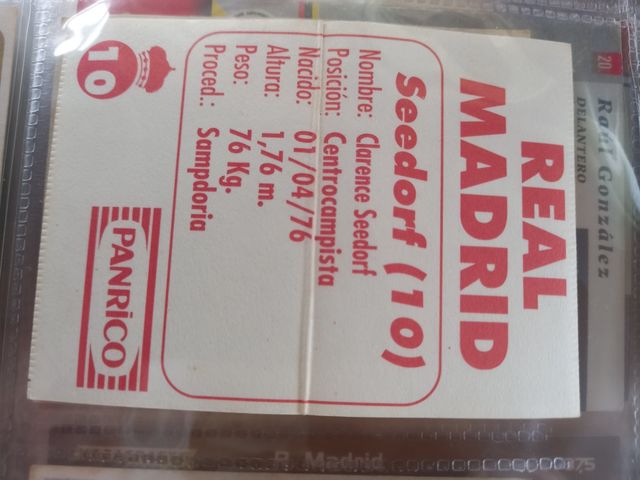 REAL
MADRID
Seedorf (10)
Nombre: Clarence Seedorf
Posición: Centrocampista
Nacido: 01/04/76
Altura: 1,76 m.
Peso: 76 Kg.
Proced.: Sampdoria
10
PANRICO
20
Raúl González
DELANTERO
R. Madrid